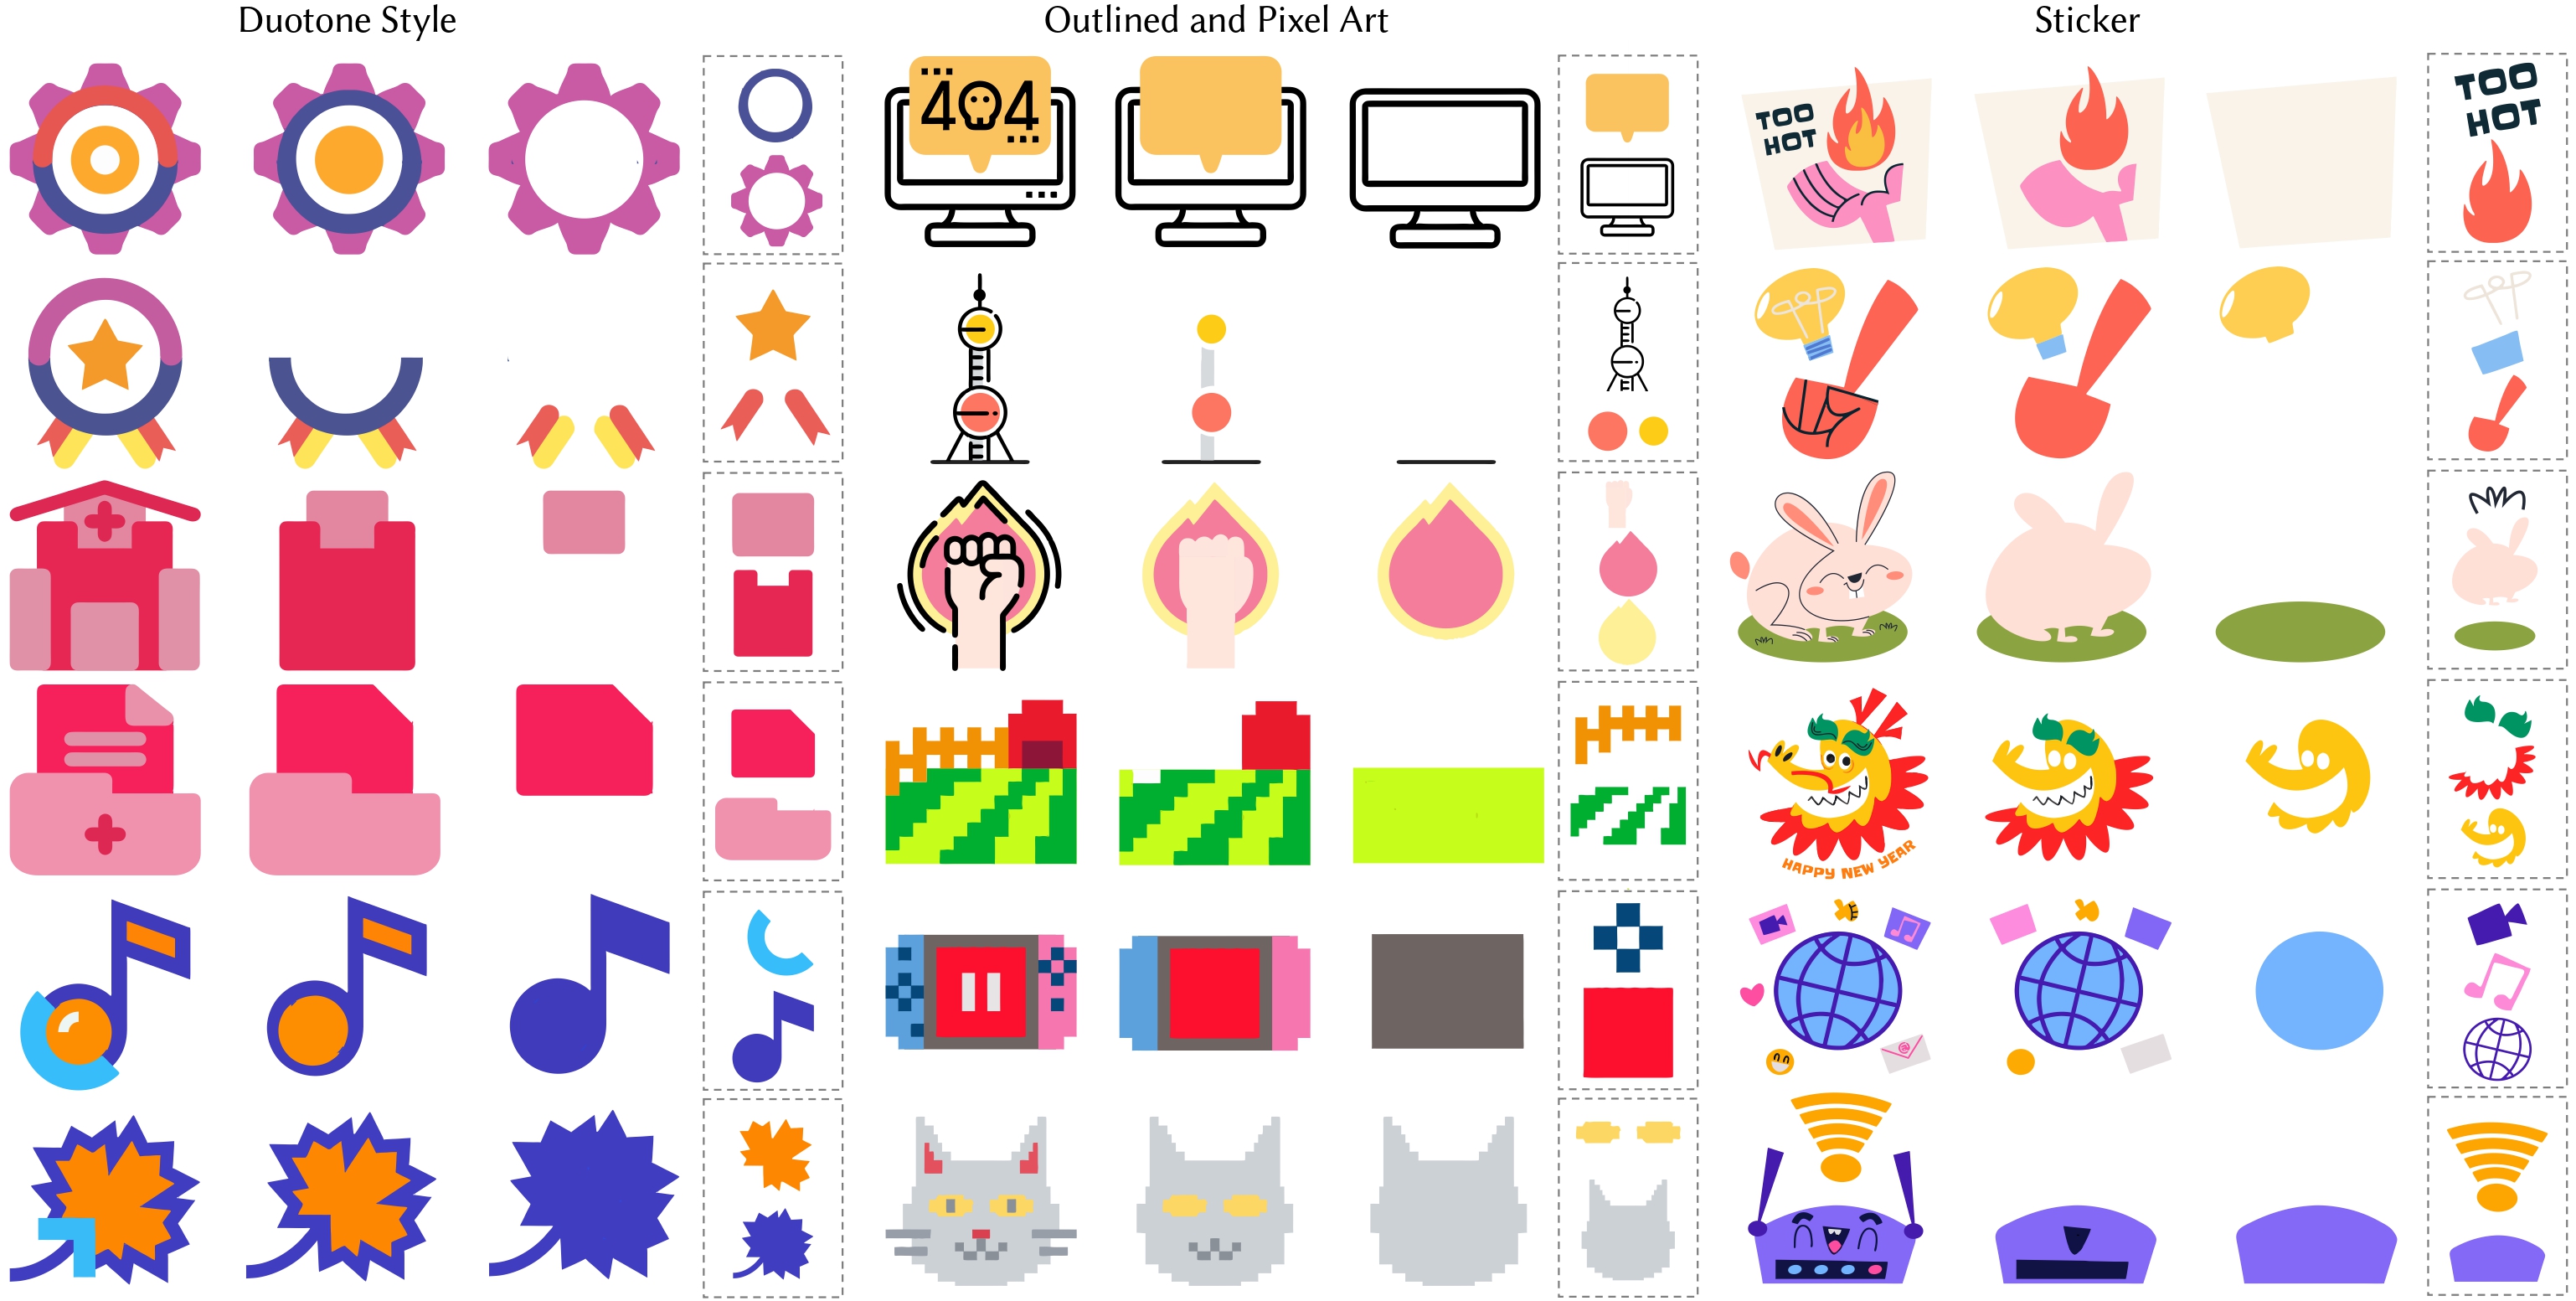 Duotone Style
Outlined and Pixel Art
Sticker
404
TOO
HOT
TOO
HOT
HAPPY NEW YEAR
@